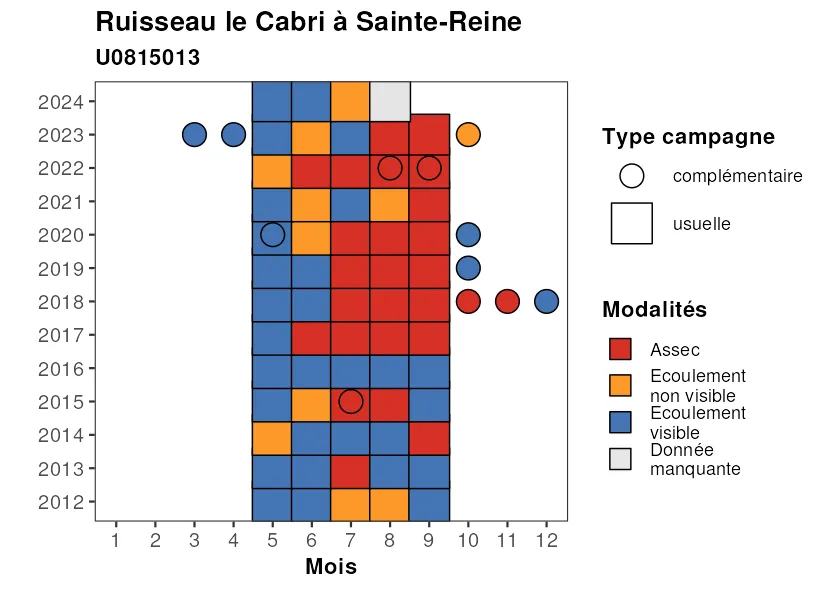 Ruisseau le Cabri à Sainte-Reine
U0815013
2024
2023
2022
2021
2020
2019
2018
2017
2016
2015
2014
2013
2012
1 2 3 4 5 6 7 8 9 10 11 12
Mois
Type campagne
complémentaire
usuelle
Modalités
Assec
Ecoulement
non visible
Ecoulement
visible
Donnée
manquante